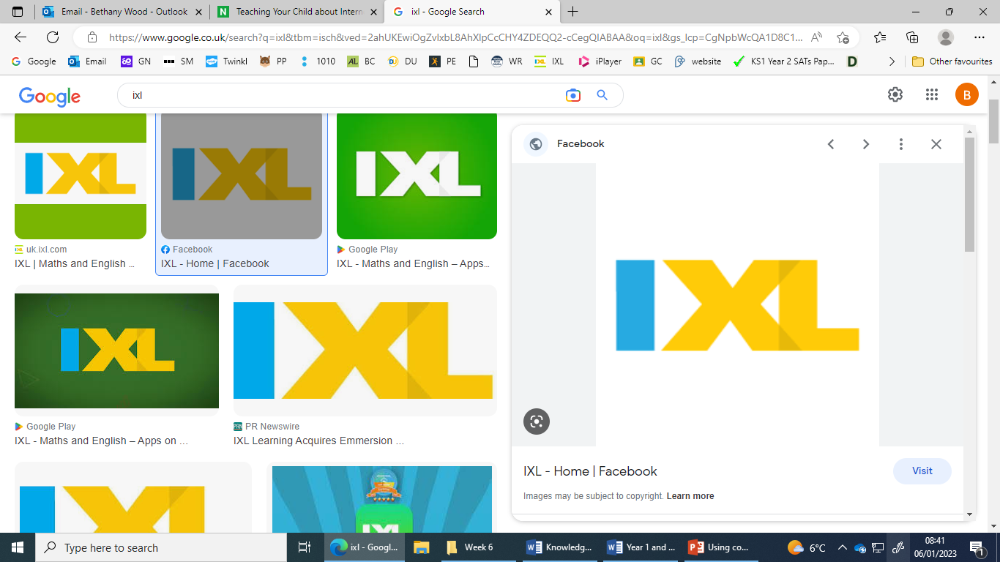 Email - Bethany Wood - Outlook
Teaching Your Child about Intern
ixl - Google Search
https://www.google.co.uk/search?q=ixl&tbm=isch&ved=2ahUKEwiOgZvlxbL8AhXIpCcCHY4ZDEQQ2-cCegQIABAA&oq=ixl&gs_lcp=CgNpbWcQA1D8C1...
Google Email GN SM Twinkl PP 1010 BC DU PE WR IXL iPlayer GC website KS1 Year 2 SATs Pap... D Other favourites
Google ixl B
IXL
IXL
IXL
uk.ixl.com
IXL | Maths and English ...
Facebook
IXL - Home | Facebook
Google Play
IXL - Maths and English – Apps...
IXL
IXL
Google Play
IXL - Maths and English – Apps on ...
PRN PR Newswire
IXL Learning Acquires Emmersion ...
IXL
IXL
Facebook
IXL
IXL - Home | Facebook
Visit
Images may be subject to copyright. Learn more
Type here to search
ixl - Googl...
Week 6
Knowledg...
Year 1 and ...
Using co...
6°C
08:41
06/01/2023
1